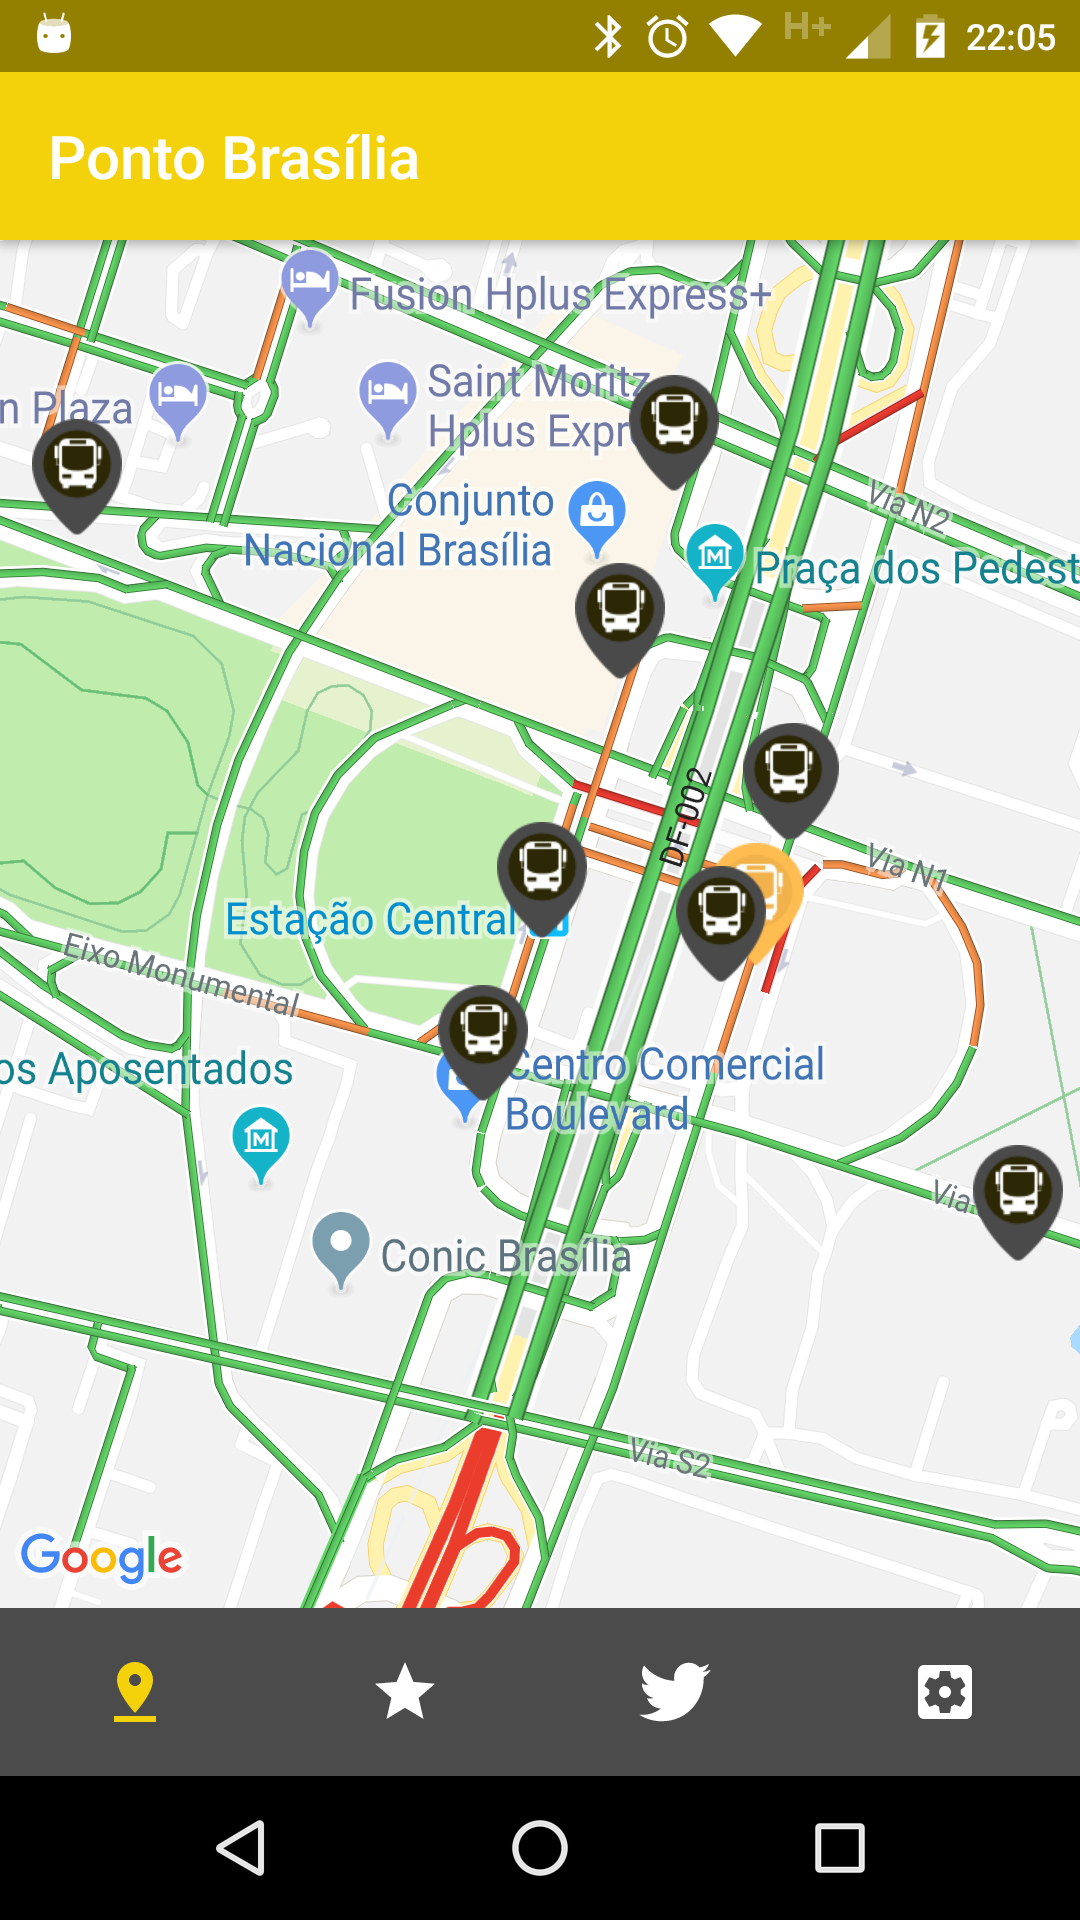 H+ 22:05
Ponto Brasília
Fusion Hplus Express+
Saint Moritz
Hplus Expr
n Plaza
Conjunto
Nacional Brasília
Via N2
Praça dos Pedest
DF-002
Via N1
Estação Central
Eixo Monumental
os Aposentados
Centro Comercial
Boulevard
Via
Conic Brasília
Via S2
Google